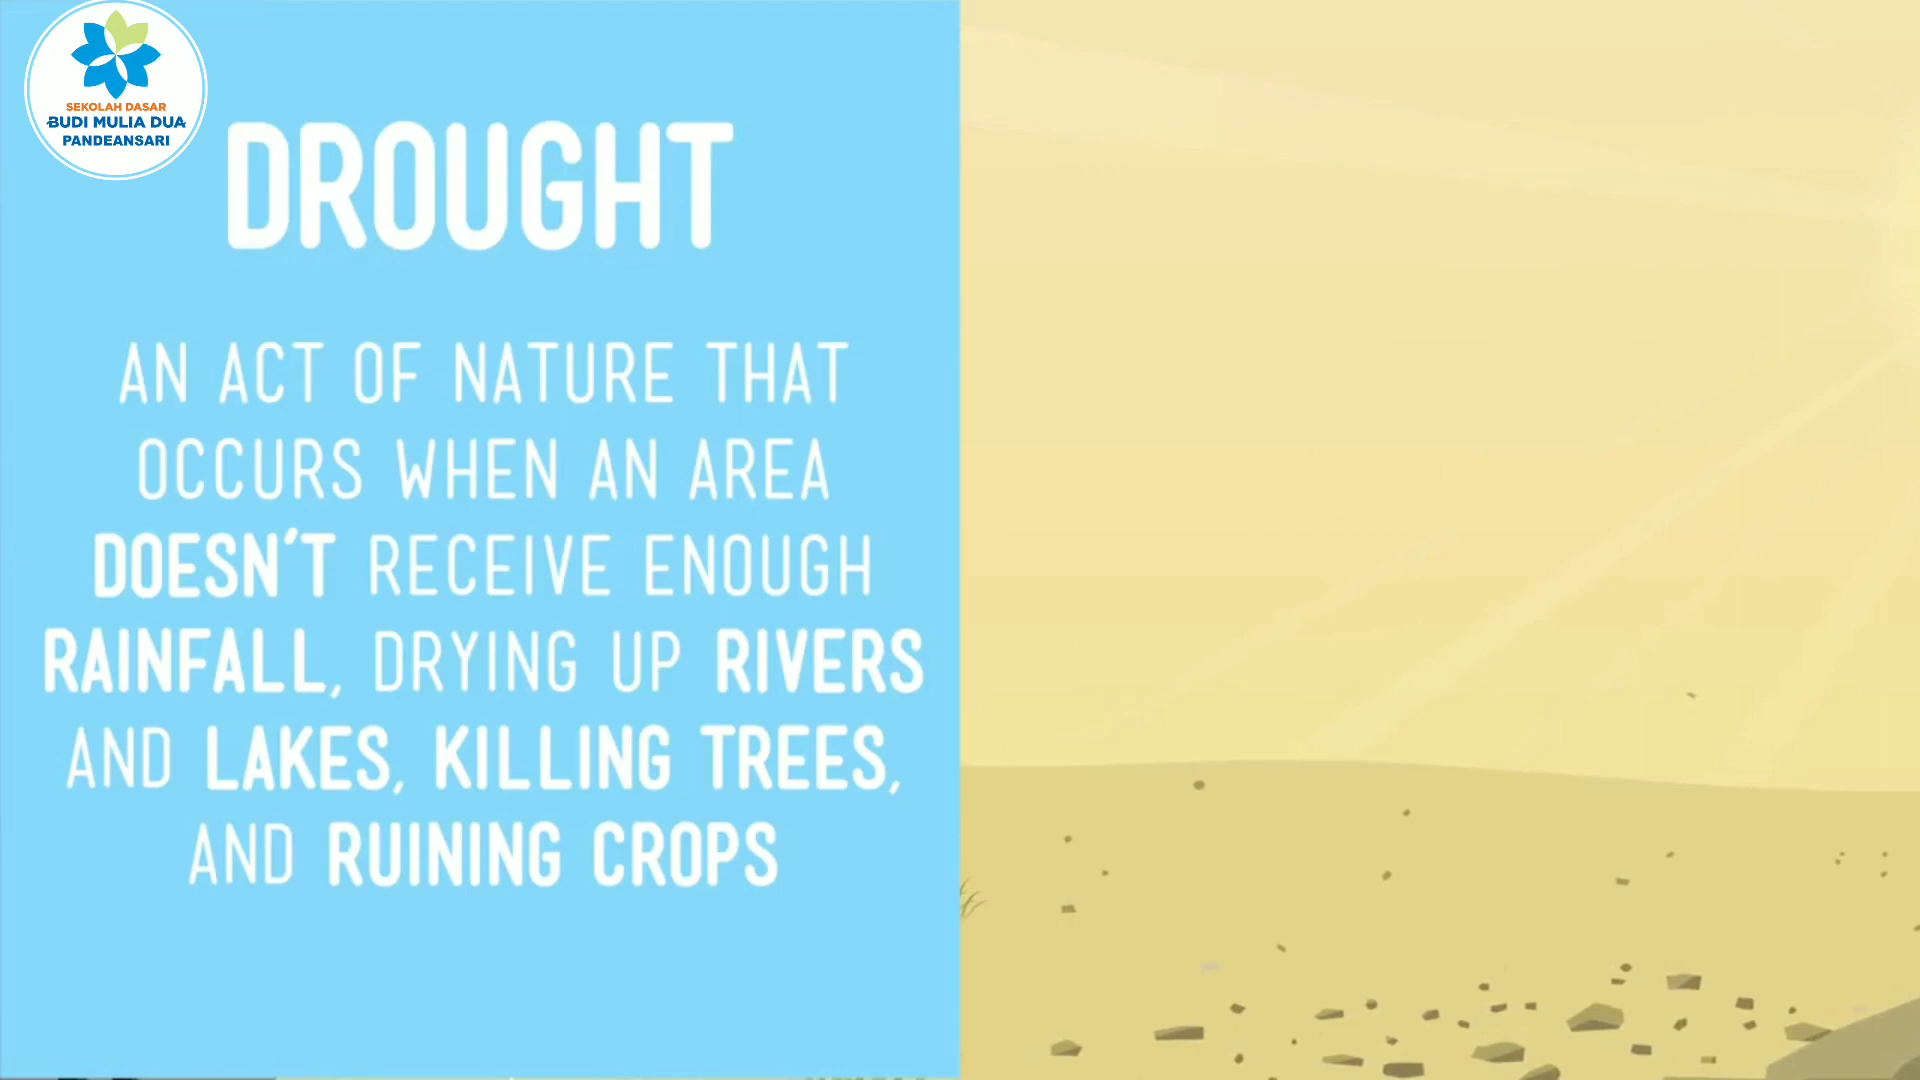 SEKOLAH DASAR
BUDI MULIA DUA
PANDEANSARI
DROUGHT
AN ACT OF NATURE THAT
OCCURS WHEN AN AREA
DOESN'T RECEIVE ENOUGH
RAINFALL, DRYING UP RIVERS
AND LAKES, KILLING TREES,
AND RUINING CROPS